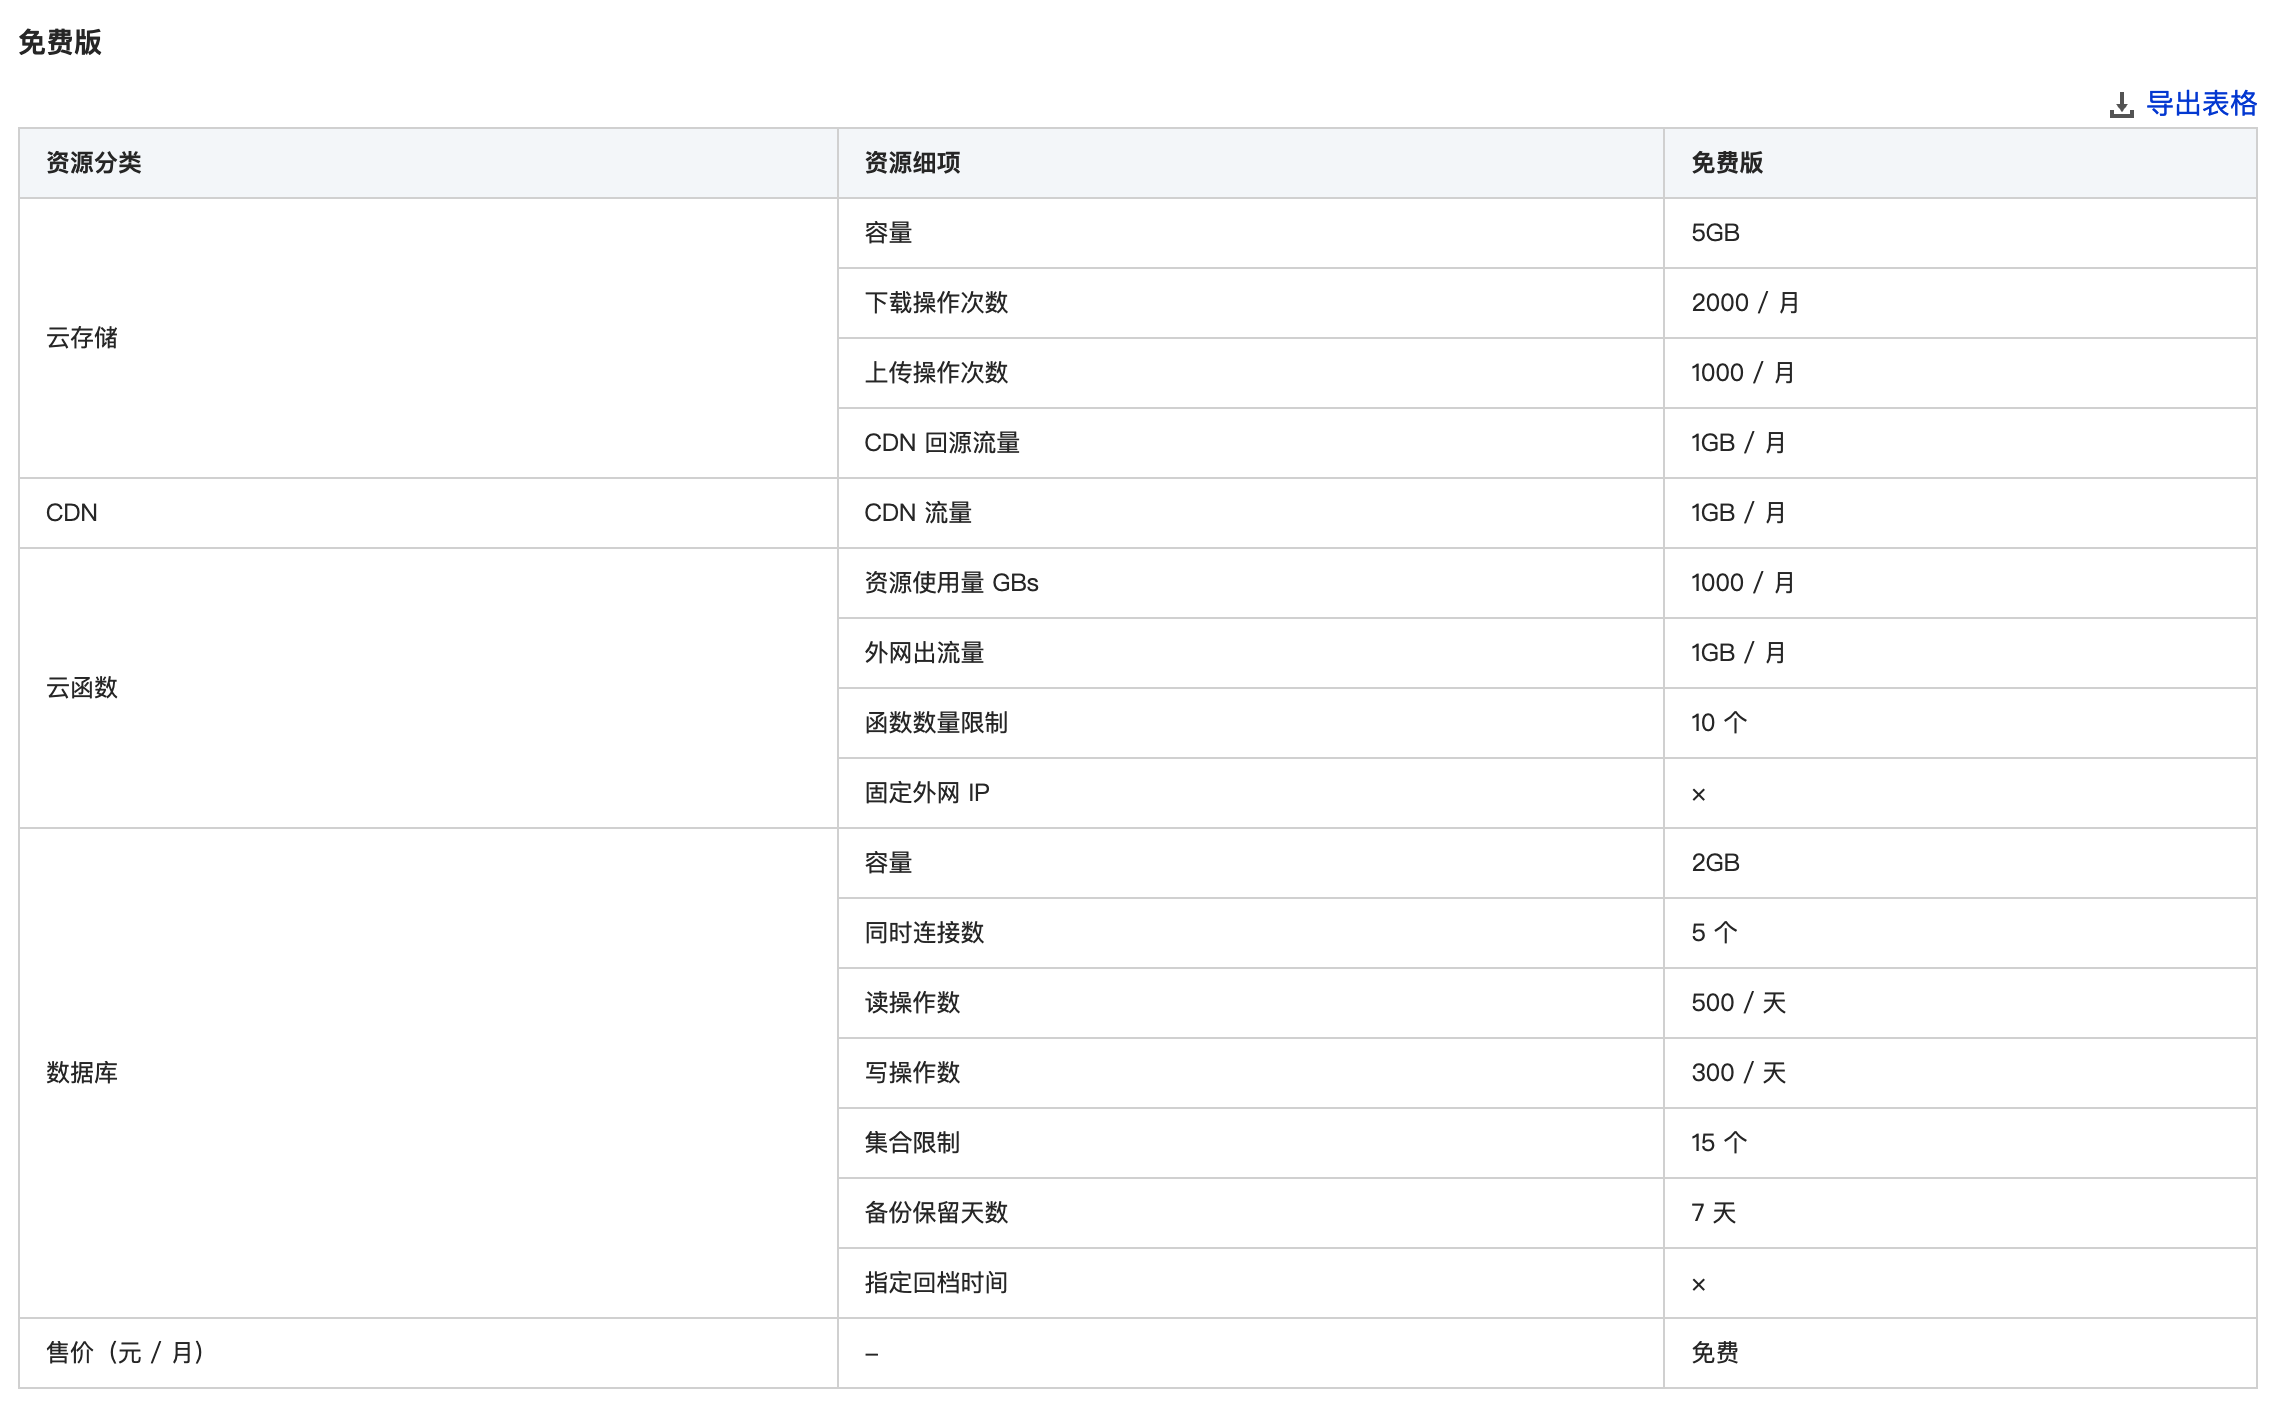 免费版
导出表格
资源分类 资源细项 免费版
云存储 容量 5GB
下载操作次数 2000 / 月
上传操作次数 1000 / 月
CDN 回源流量 1GB / 月
CDN CDN 流量 1GB / 月
云函数 资源使用量 GBs 1000 / 月
外网出流量 1GB / 月
函数数量限制 10 个
固定外网 IP ×
数据库 容量 2GB
同时连接数 5 个
读操作数 500 / 天
写操作数 300 / 天
集合限制 15 个
备份保留天数 7 天
指定回档时间 ×
售价（元 / 月） – 免费